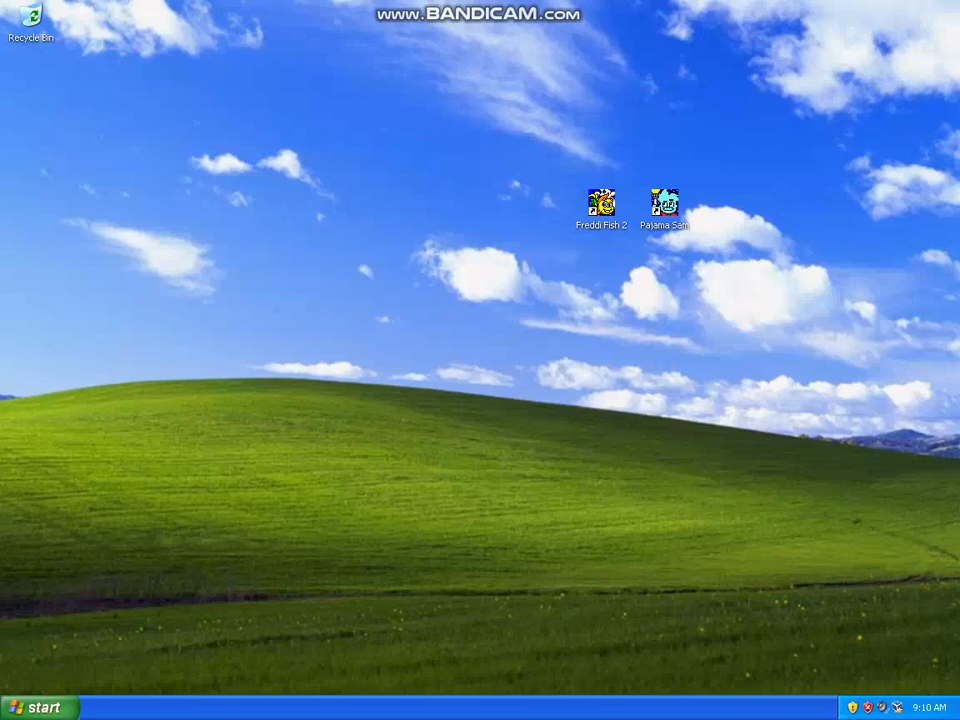 www.BANDICAM.com
Recycle Bin
Freddi Fish 2
Pajama Sam
start
9:10 AM